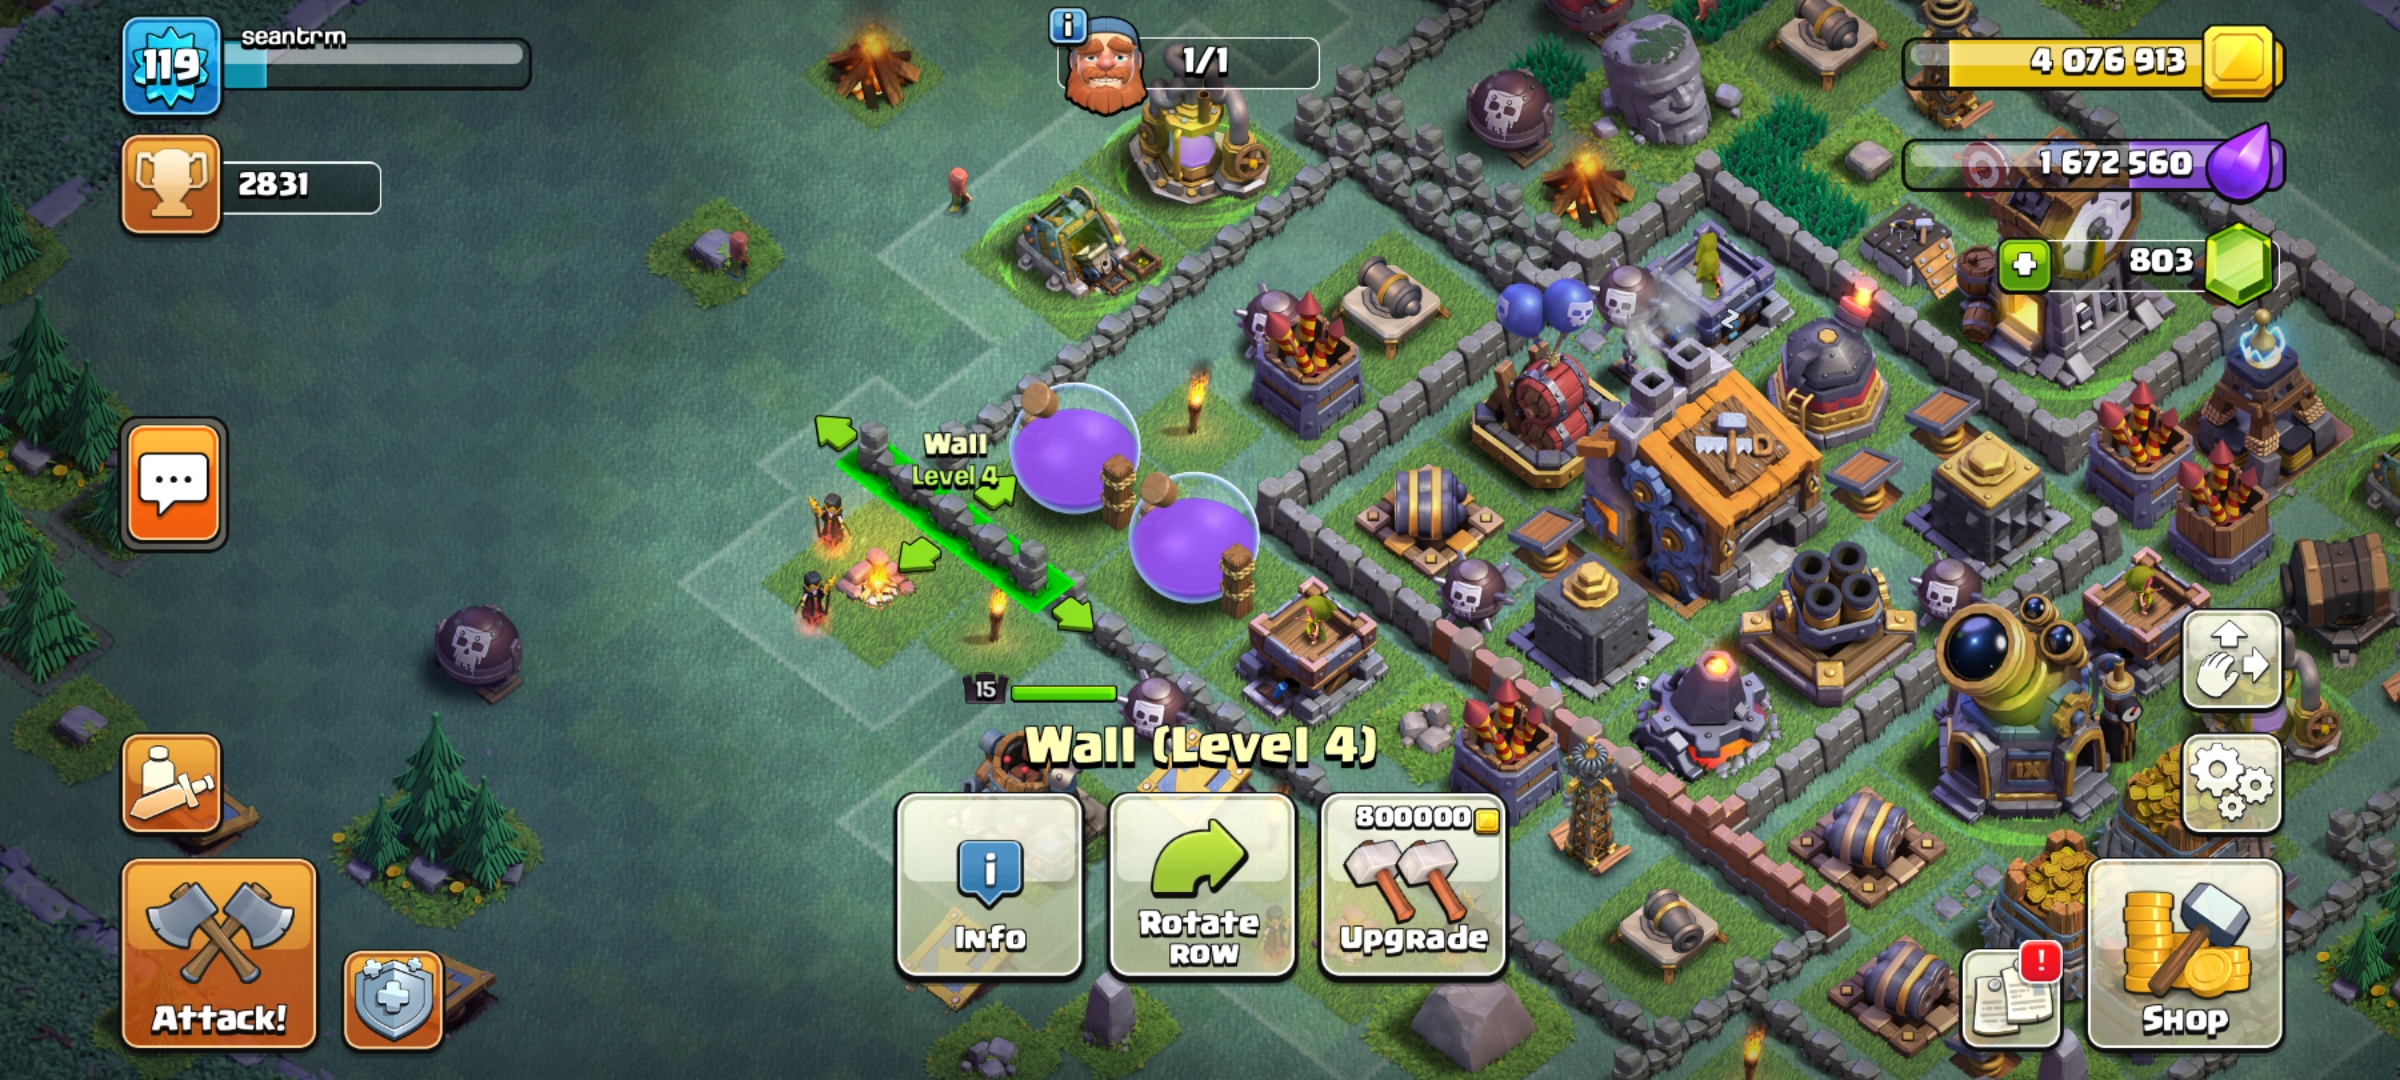 119
seantrm
1/1
4 076 913
2831
1 672 560
803
Wall
Level 4
z
15
Wall (Level 4)
800000
Info
Rotate
row
Upgrade
IX
Attack!
!
Shop